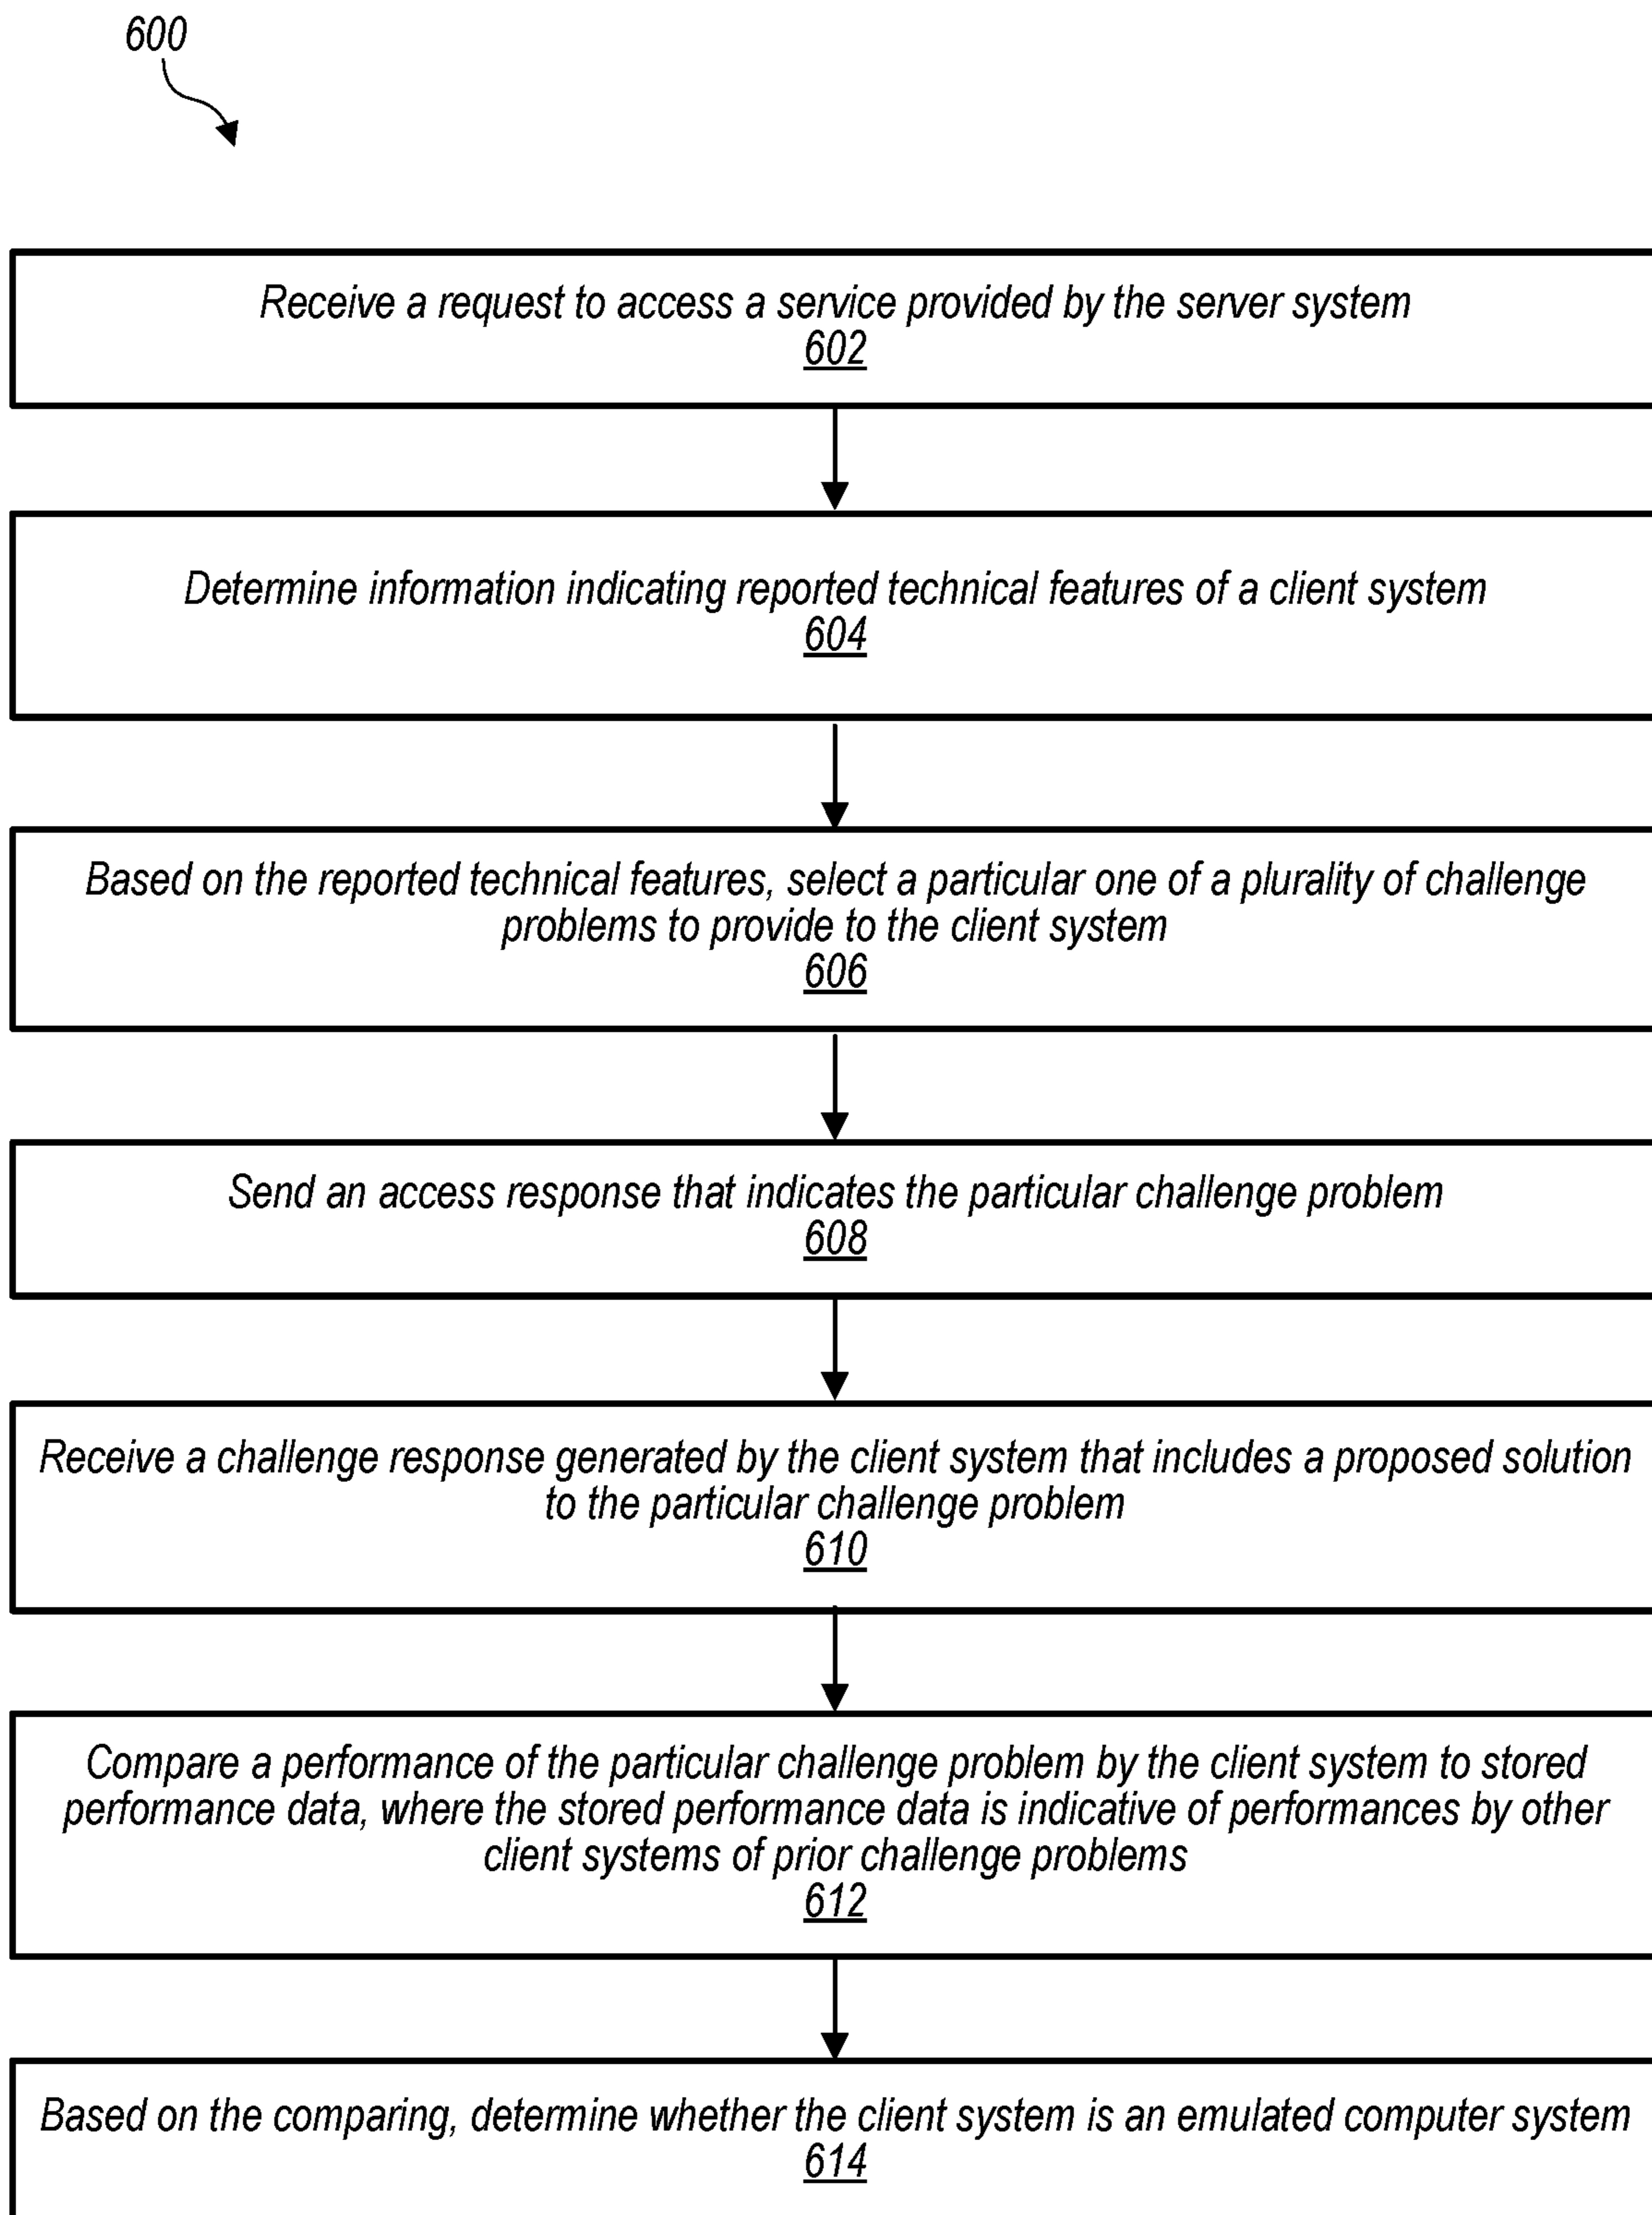 600
Receive a request to access a service provided by the server system
602
Determine information indicating reported technical features of a client system
604
Based on the reported technical features, select a particular one of a plurality of challenge
problems to provide to the client system
606
Send an access response that indicates the particular challenge problem
608
Receive a challenge response generated by the client system that includes a proposed solution
to the particular challenge problem
610
Compare a performance of the particular challenge problem by the client system to stored
performance data, where the stored performance data is indicative of performances by other
client systems of prior challenge problems
612
Based on the comparing, determine whether the client system is an emulated computer system
614